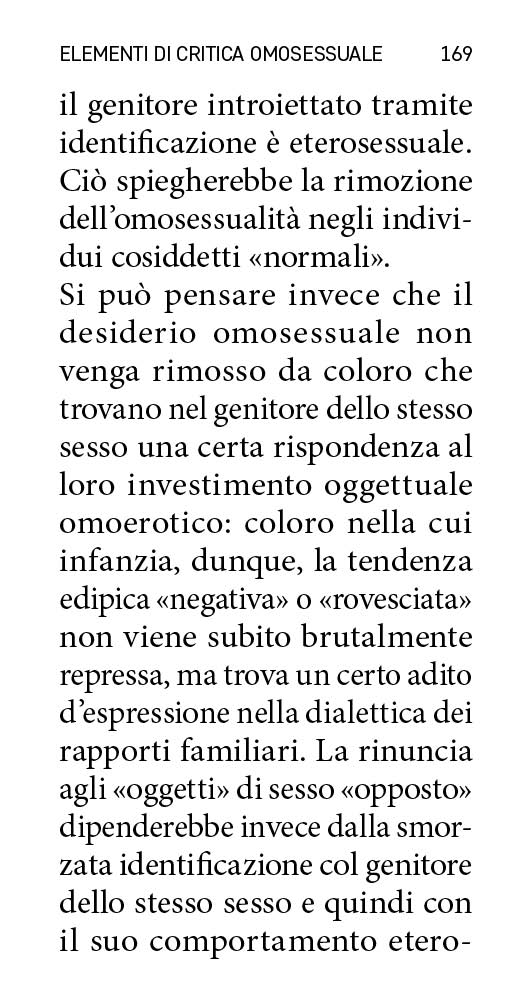 ELEMENTI DI CRITICA OMOSESSUALE 169
il genitore introiettato tramite
identificazione è eterosessuale.
Ciò spiegherebbe la rimozione
dell’omosessualità negli indivi-
dui cosiddetti «normali».
Si può pensare invece che il
desiderio omosessuale non
venga rimosso da coloro che
trovano nel genitore dello stesso
sesso una certa rispondenza al
loro investimento oggettuale
omoerotico: coloro nella cui
infanzia, dunque, la tendenza
edipica «negativa» o «rovesciata»
non viene subito brutalmente
repressa, ma trova un certo adito
d’espressione nella dialettica dei
rapporti familiari. La rinuncia
agli «oggetti» di sesso «opposto»
dipenderebbe invece dalla smor-
zata identificazione col genitore
dello stesso sesso e quindi con
il suo comportamento etero-